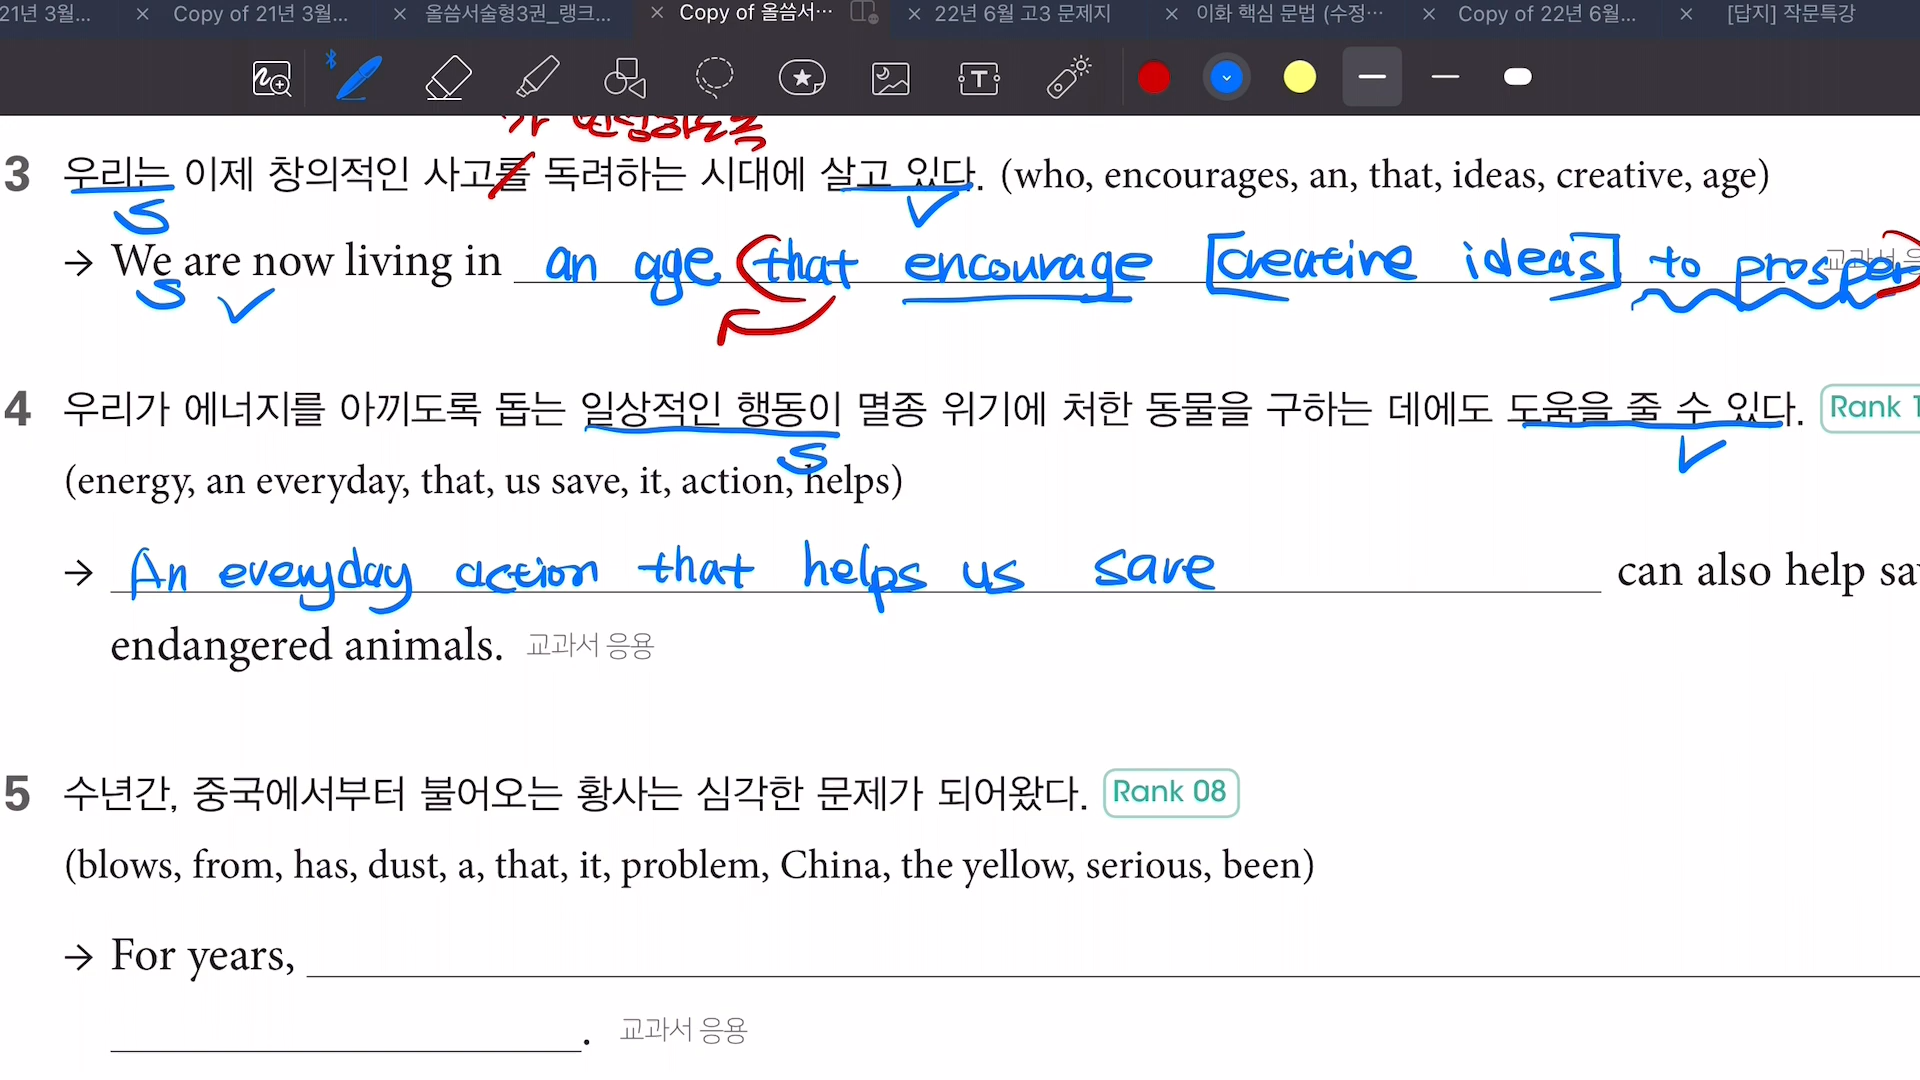 21년 3월... × Copy of 21년 3월... × 올씀서술형3권_랭크... × Copy of 올씀서... × 22년 6월 고3 문제지 × 이화 핵심 문법 (수정... × Copy of 22년 6월... × [답지] 작문특강
3 우리는 이제 창의적인 사고를 독려하는 시대에 살고 있다. (who, encourages, an, that, ideas, creative, age)
S V
→ We are now living in an age that encourage [creative ideas] to prosper
S V
4 우리가 에너지를 아끼도록 돕는 일상적인 행동이 멸종 위기에 처한 동물을 구하는 데에도 도움을 줄 수 있다. Rank 1
S V
(energy, an everyday, that, us save, it, action, helps)
→ An everyday action that helps us save can also help sa
endangered animals. 교과서 응용
5 수년간, 중국에서부터 불어오는 황사는 심각한 문제가 되어왔다. Rank 08
(blows, from, has, dust, a, that, it, problem, China, the yellow, serious, been)
→ For years,
. 교과서 응용